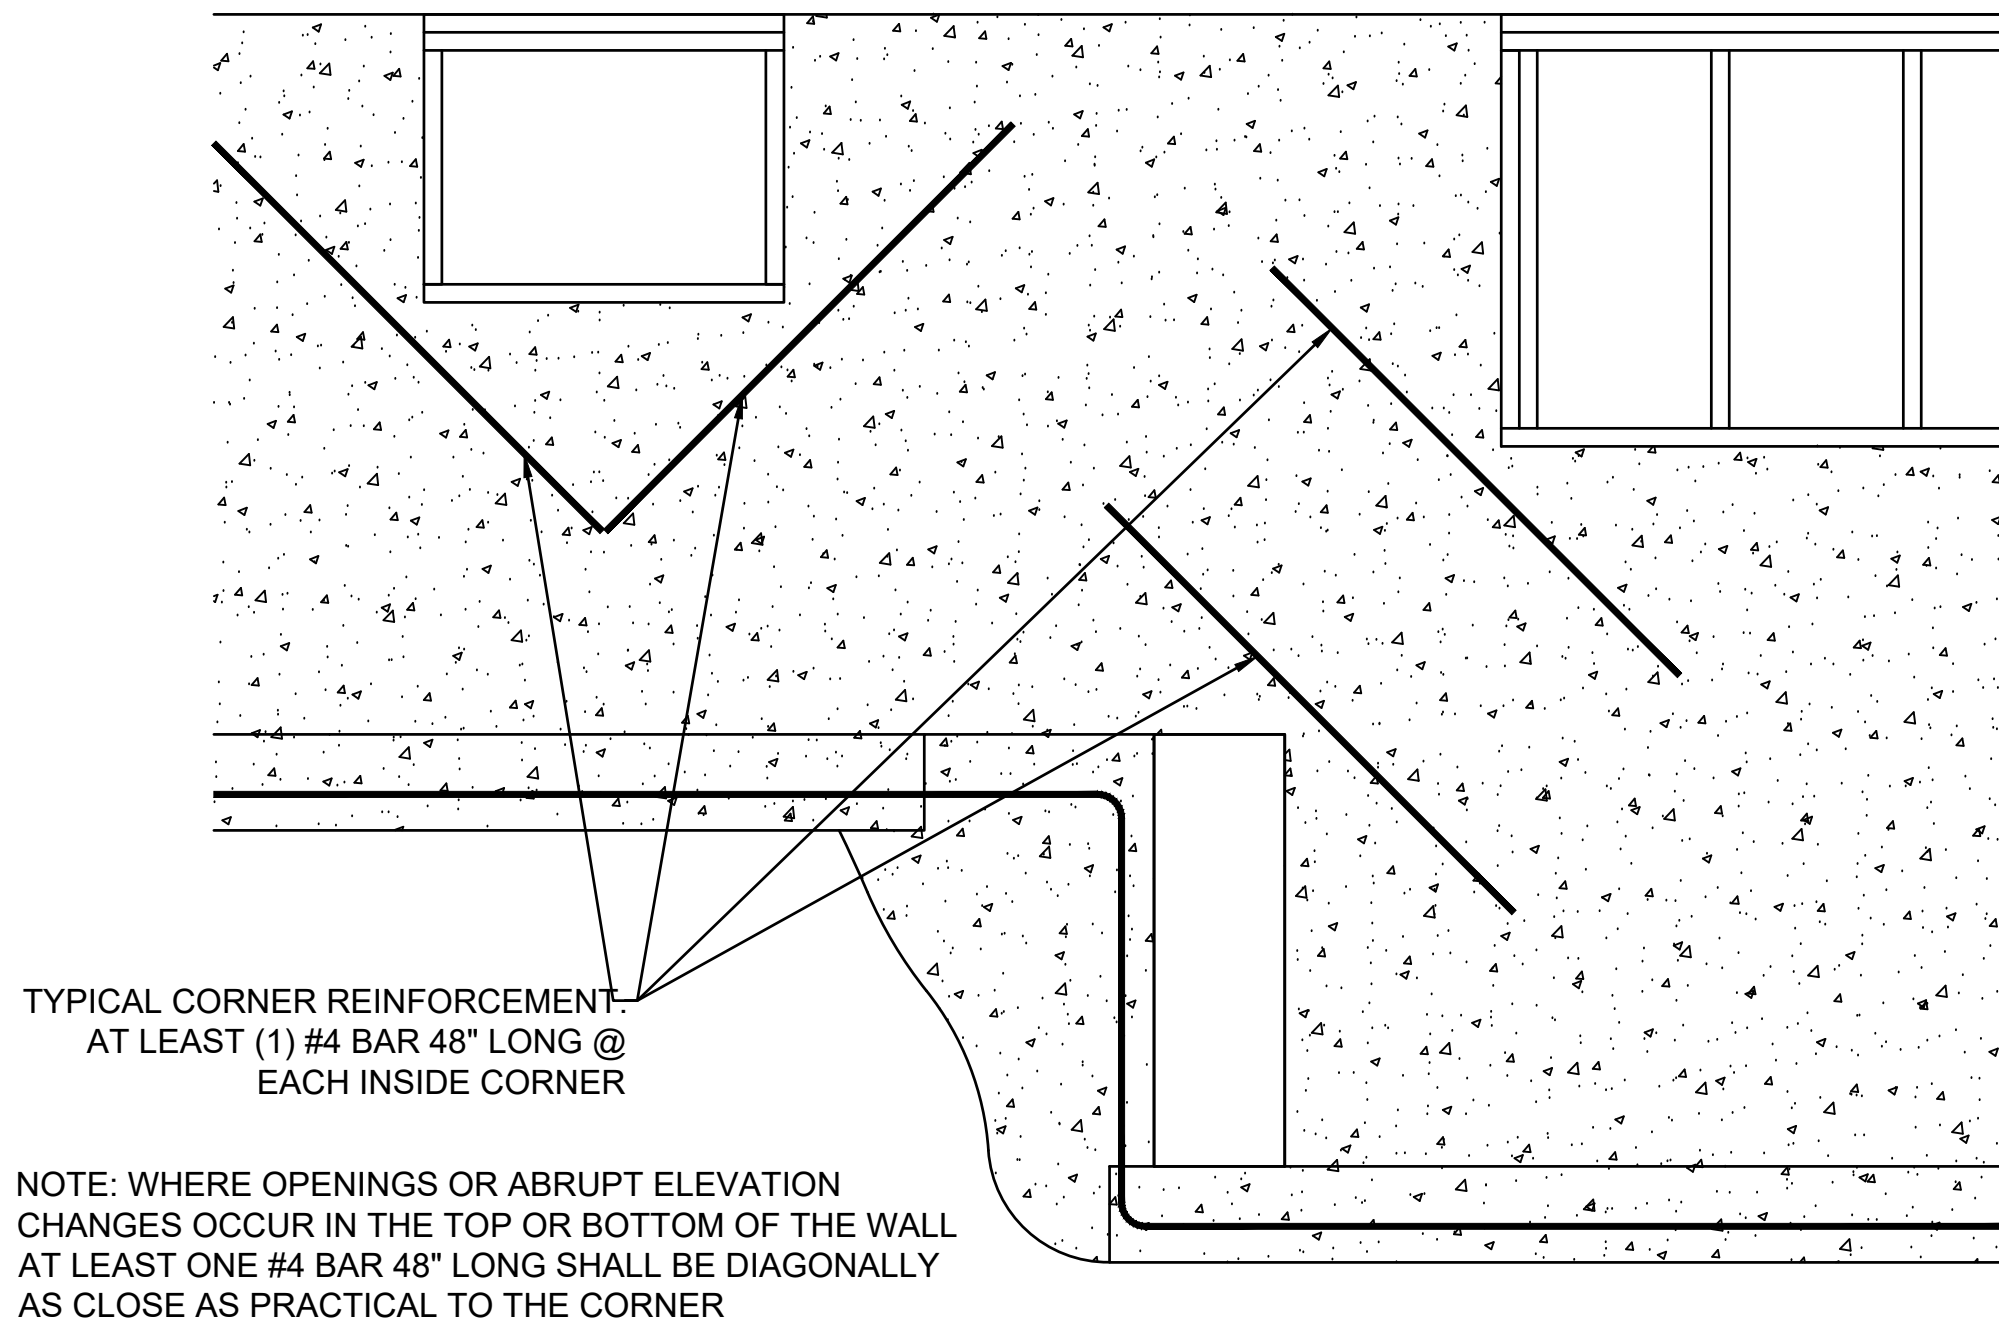 TYPICAL CORNER REINFORCEMENT.
AT LEAST (1) #4 BAR 48" LONG @
EACH INSIDE CORNER
NOTE: WHERE OPENINGS OR ABRUPT ELEVATION
CHANGES OCCUR IN THE TOP OR BOTTOM OF THE WALL
AT LEAST ONE #4 BAR 48" LONG SHALL BE DIAGONALLY
AS CLOSE AS PRACTICAL TO THE CORNER